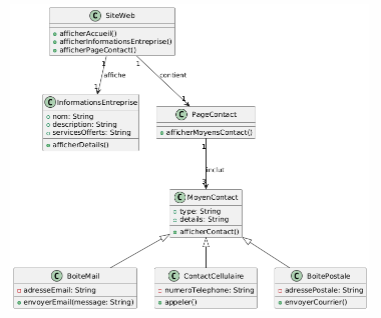 SiteWeb
afficherAccueil()
afficherInformationsEntreprise()
afficherPageContact()
1
1
affiche
contient
1
1
InformationsEntreprise
nom: String
description: String
servicesOfferts: String
afficherDetails()
PageContact
afficherMoyensContact()
1
inclut
3
MoyenContact
type: String
details: String
afficherContact()
BoiteMail
adresseEmail: String
envoyerEmail(message: String)
ContactCellulaire
numeroTelephone: String
appeler()
BoitePostale
adressePostale: String
envoyerCourrier()